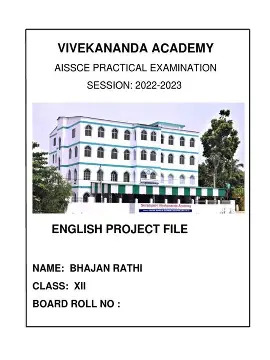 VIVEKANANDA ACADEMY
AISSCE PRACTICAL EXAMINATION
SESSION: 2022-2023
ENGLISH PROJECT FILE
NAME: BHAJAN RATHI
CLASS: XII
BOARD ROLL NO :